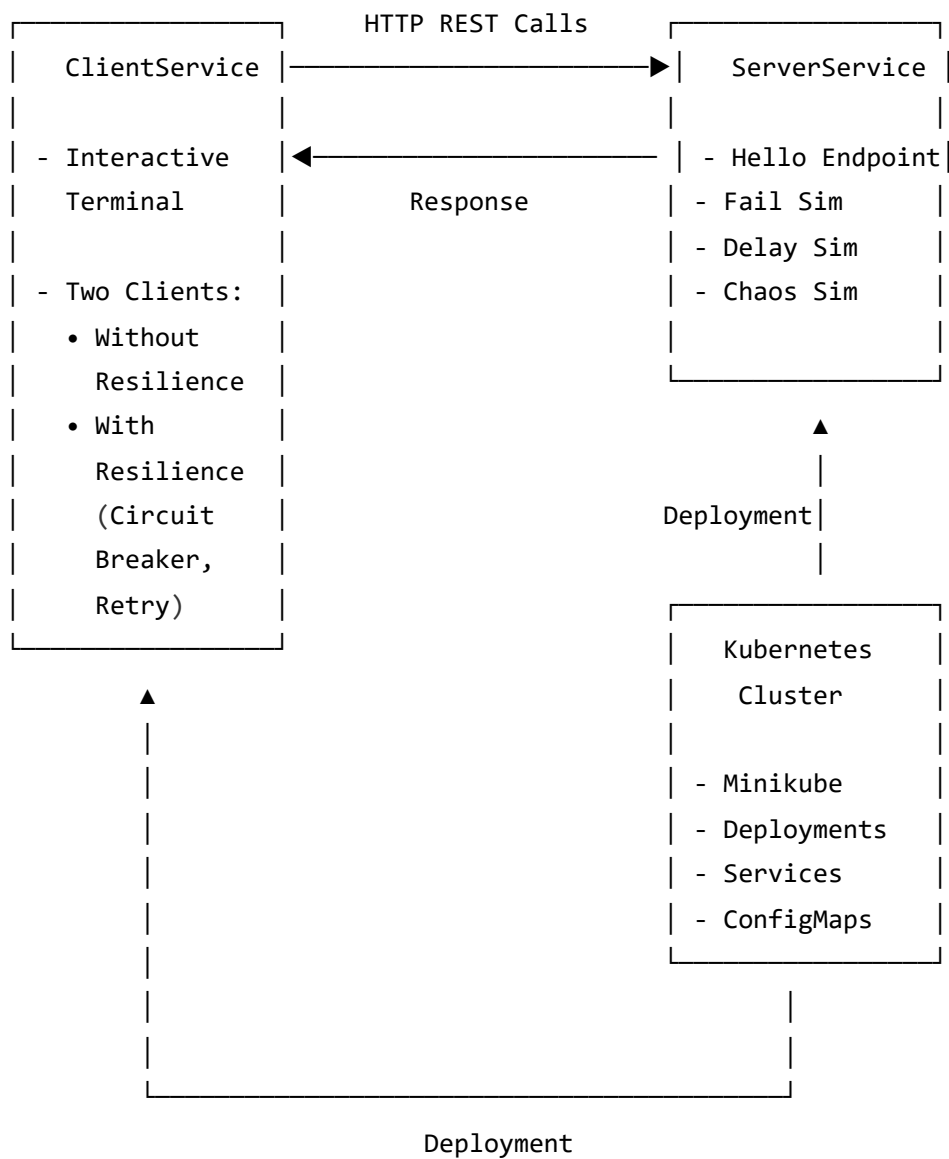 HTTP REST Calls
ClientService
- Interactive
Terminal
- Two Clients:
• Without
Resilience
• With
Resilience
(Circuit
Breaker,
Retry)
Response
ServerService
- Hello Endpoint
- Fail Sim
- Delay Sim
- Chaos Sim
Deployment
Kubernetes
Cluster
- Minikube
- Deployments
- Services
- ConfigMaps
Deployment